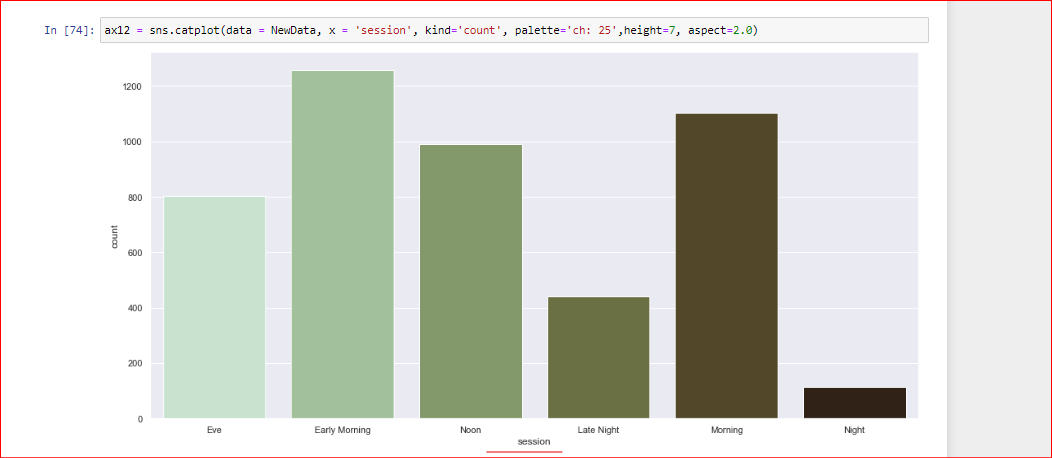 In [74]: ax12 = sns.catplot(data = NewData, x = 'session', kind='count', palette='ch: 25',height=7, aspect=2.0)
1200
1000
800
600
400
200
0
count
Eve Early Morning Noon Late Night Morning Night
session